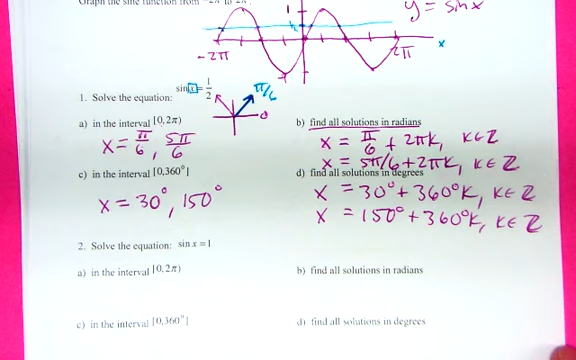 Graph the sine function from -2π to 2π.
y = sin x
1
½
-2π
2π
x
1. Solve the equation: sin x = 1/2
π/6
0
a) in the interval [0,2π)
x = π/6, 5π/6
b) find all solutions in radians
x = π/6 + 2πk, k∈ℤ
x = 5π/6 + 2πk, k∈ℤ
c) in the interval [0,360°]
x = 30°, 150°
d) find all solutions in degrees
x = 30° + 360°k, k∈ℤ
x = 150° + 360°k, k∈ℤ
2. Solve the equation: sin x = 1
a) in the interval [0,2π)
b) find all solutions in radians
c) in the interval [0,360°]
d) find all solutions in degrees